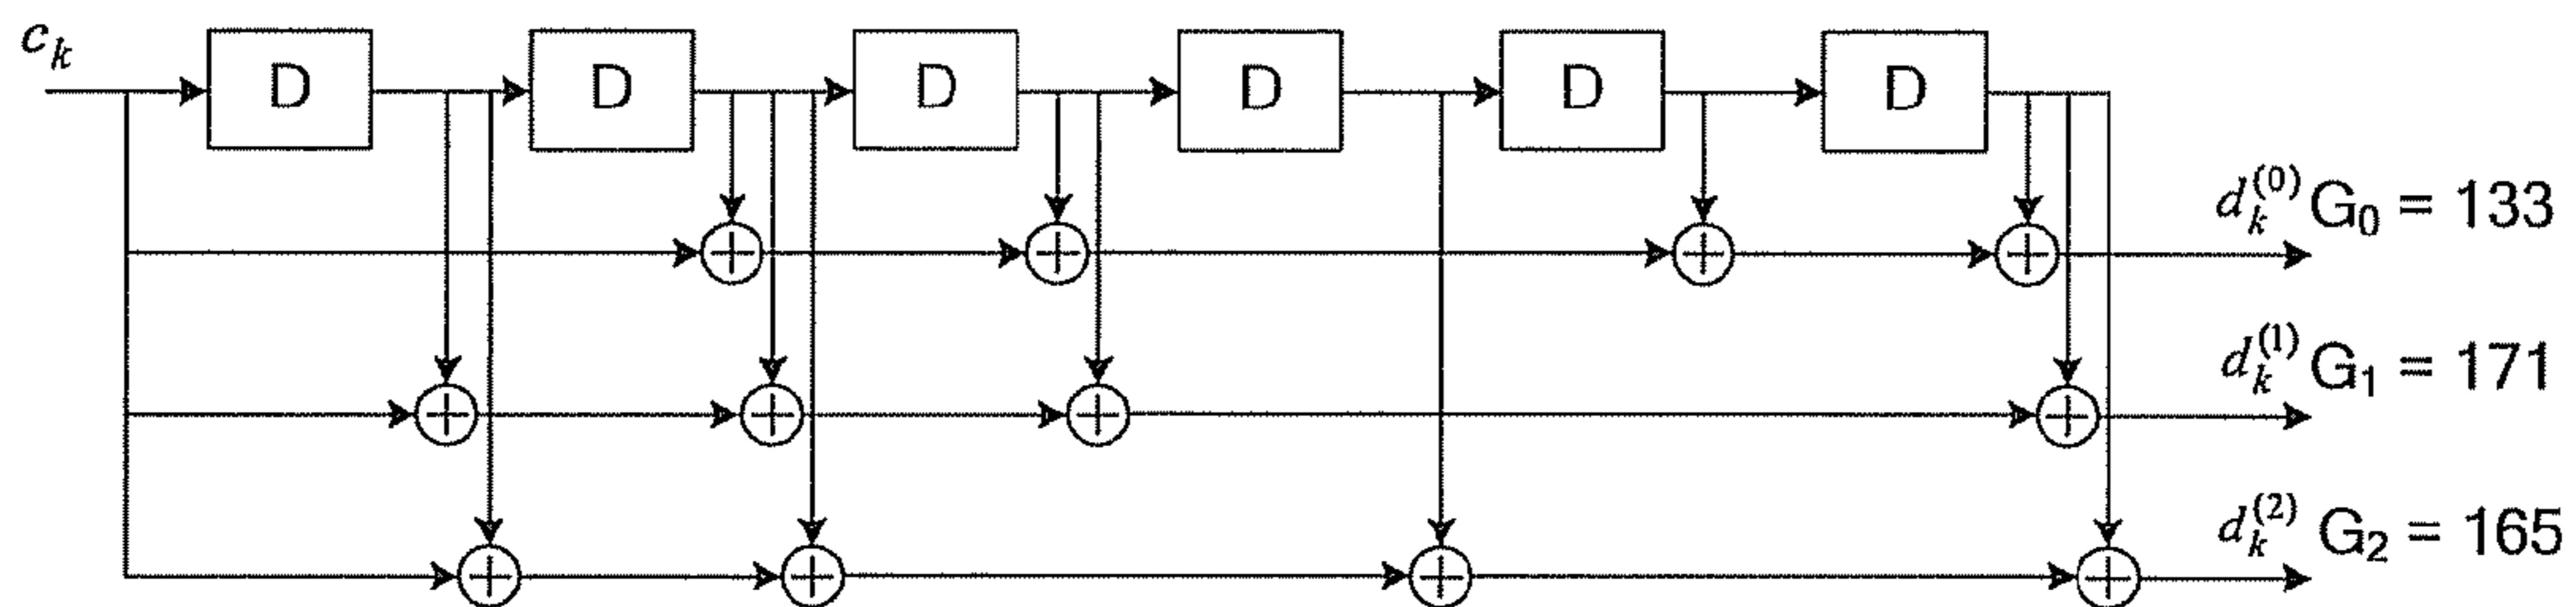 c_k
D D D D D D
d_k^{(0)} G_0 = 133
d_k^{(1)} G_1 = 171
d_k^{(2)} G_2 = 165